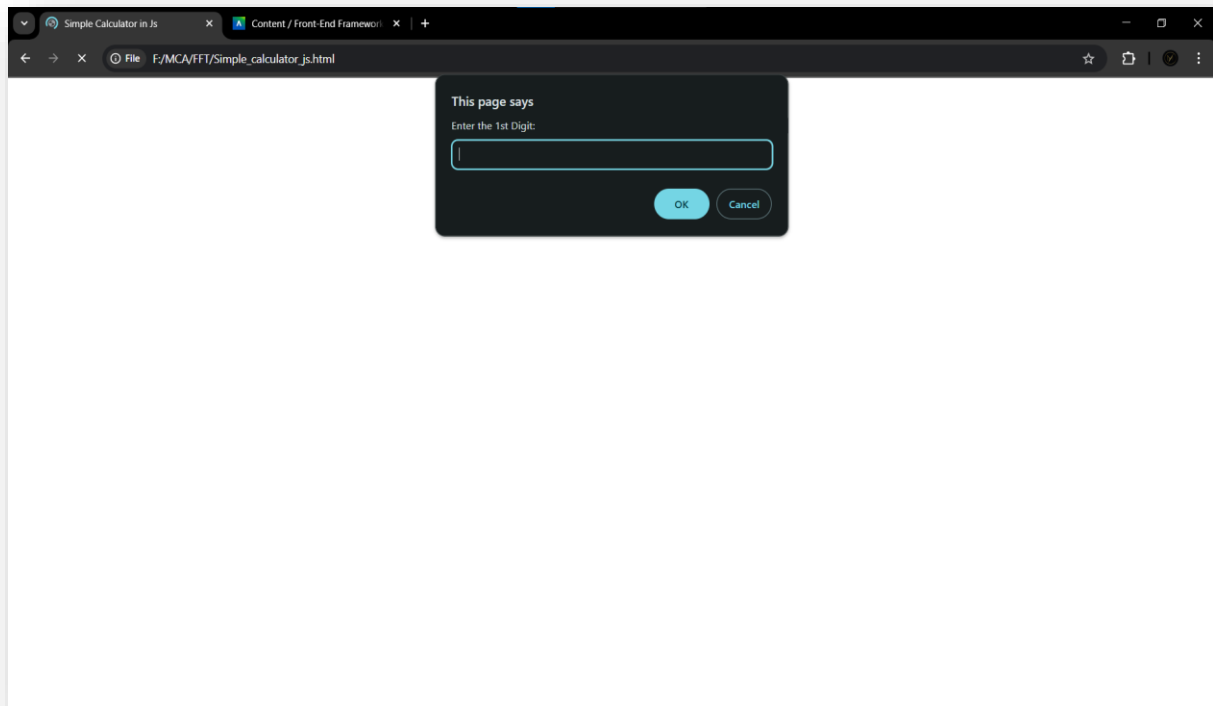 Simple Calculator in Js
Content / Front-End Framewor
File F:/MCA/FFT/Simple_calculator_js.html
This page says
Enter the 1st Digit:
OK Cancel